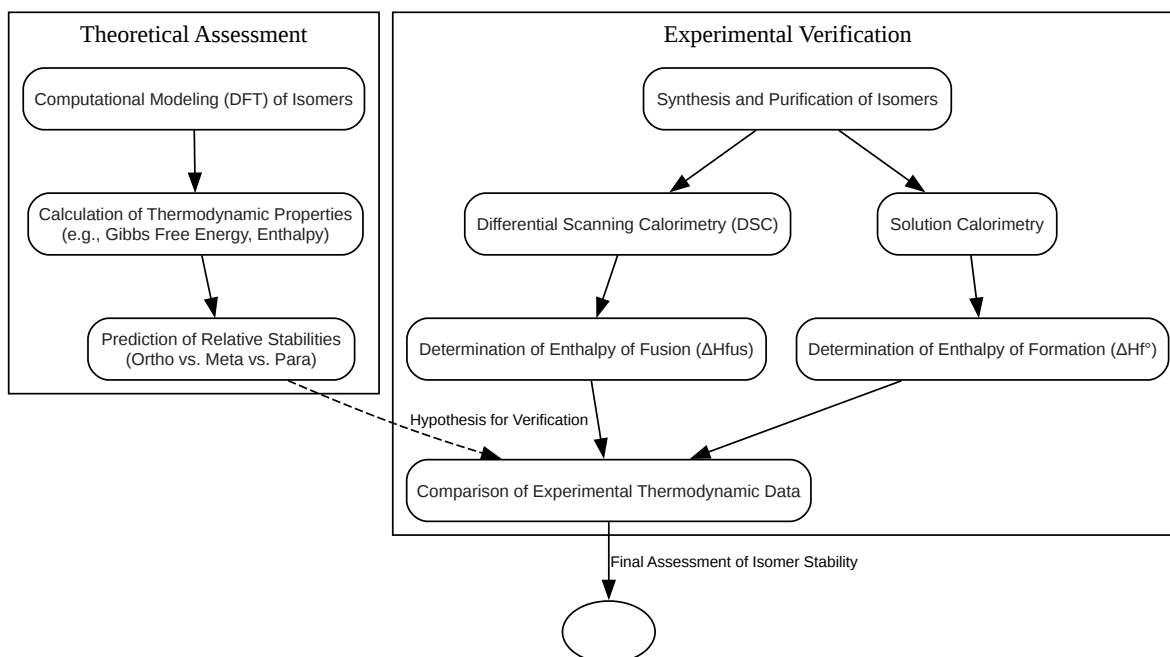 Theoretical Assessment
Computational Modeling (DFT) of Isomers
Calculation of Thermodynamic Properties
(e.g., Gibbs Free Energy, Enthalpy)
Prediction of Relative Stabilities
(Ortho vs. Meta vs. Para)
Experimental Verification
Synthesis and Purification of Isomers
Differential Scanning Calorimetry (DSC)
Solution Calorimetry
Determination of Enthalpy of Fusion (ΔHfus)
Determination of Enthalpy of Formation (ΔHf°)
Hypothesis for Verification
Comparison of Experimental Thermodynamic Data
Final Assessment of Isomer Stability